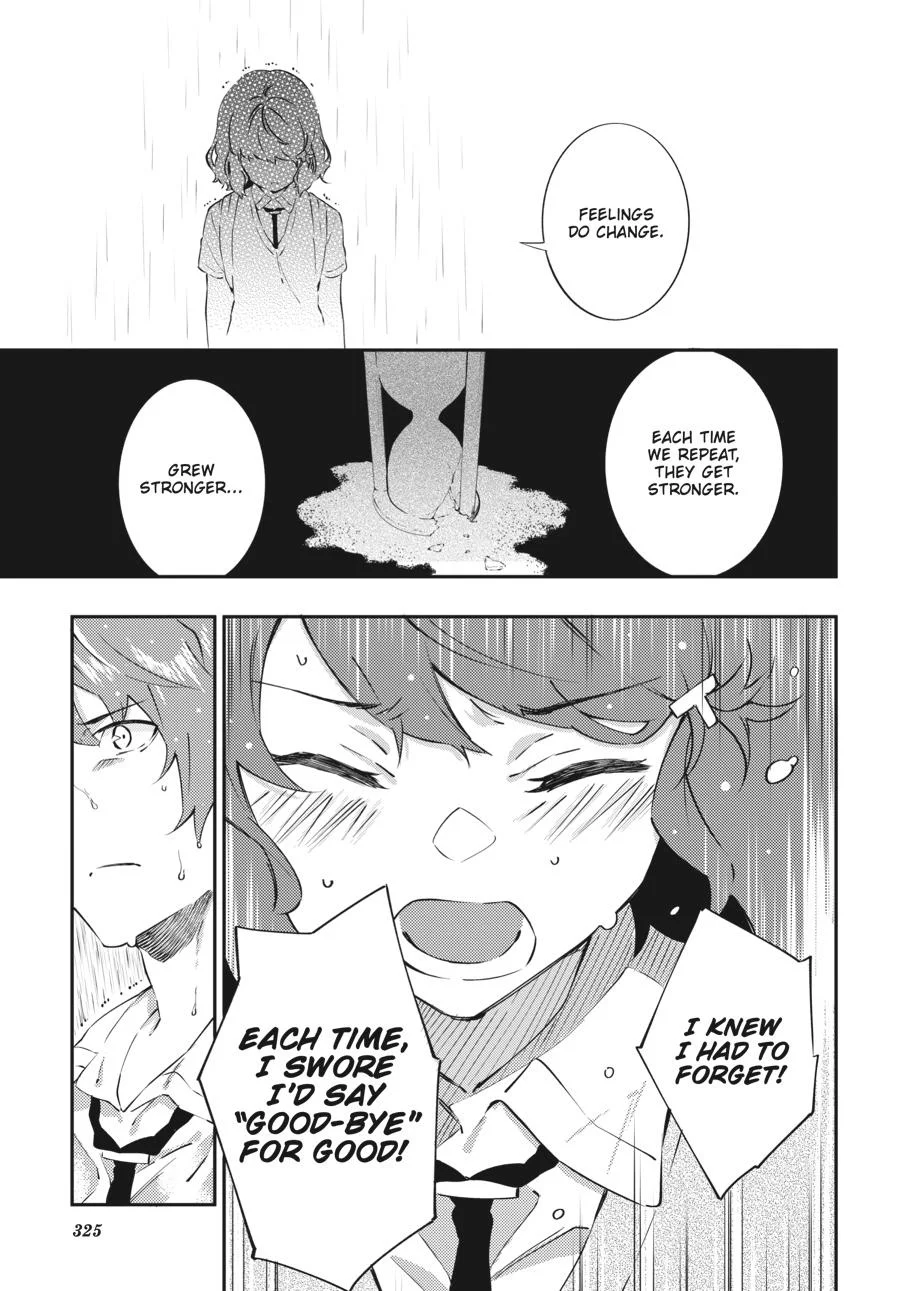 FEELINGS
DO CHANGE.
EACH TIME
WE REPEAT,
THEY GET
STRONGER.
GREW
STRONGER...
I KNEW
I HAD TO
FORGET!
EACH TIME,
I SWORE
I'D SAY
"GOOD-BYE"
FOR GOOD!
325